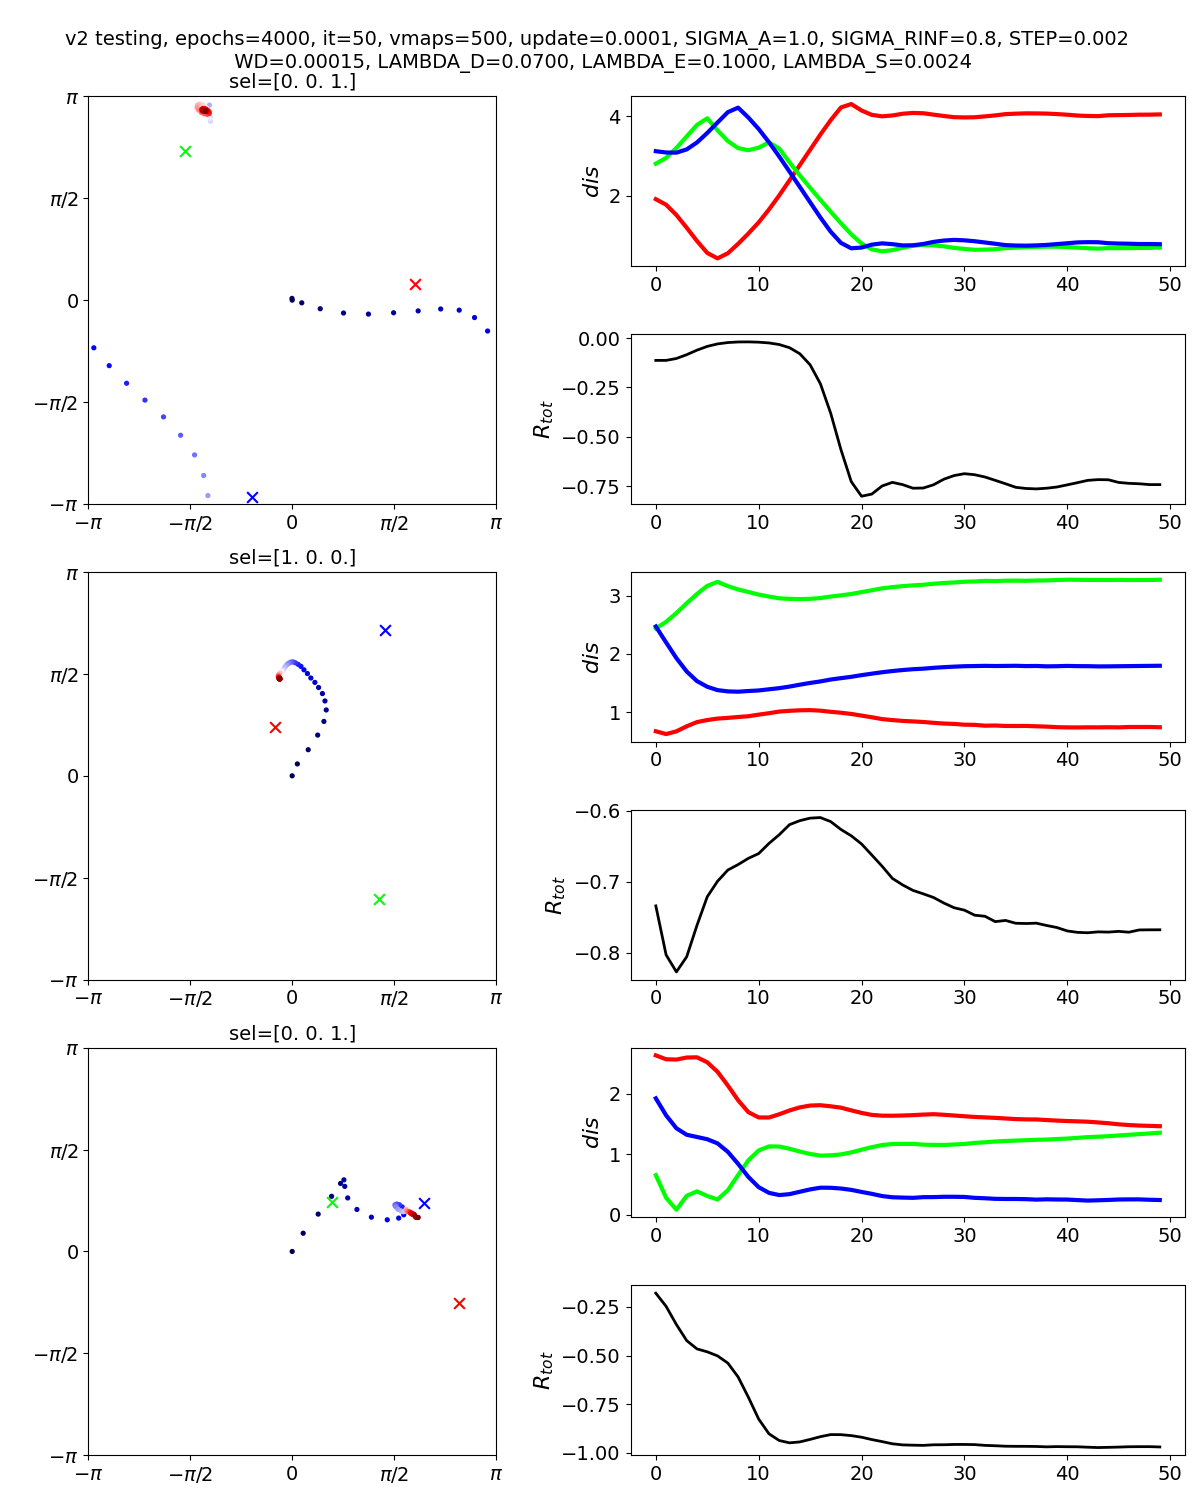 v2 testing, epochs=4000, it=50, vmaps=500, update=0.0001, SIGMA_A=1.0, SIGMA_RINF=0.8, STEP=0.002
WD=0.00015, LAMBDA_D=0.0700, LAMBDA_E=0.1000, LAMBDA_S=0.0024
sel=[0. 0. 1.]
π
π/2
0
−π/2
−π
−π −π/2 0 π/2 π
dis
4
2
0 10 20 30 40 50
R_tot
0.00
−0.25
−0.50
−0.75
0 10 20 30 40 50
sel=[1. 0. 0.]
π
π/2
0
−π/2
−π
−π −π/2 0 π/2 π
dis
3
2
1
0 10 20 30 40 50
R_tot
−0.6
−0.7
−0.8
0 10 20 30 40 50
sel=[0. 0. 1.]
π
π/2
0
−π/2
−π
−π −π/2 0 π/2 π
dis
2
1
0
0 10 20 30 40 50
R_tot
−0.25
−0.50
−0.75
−1.00
0 10 20 30 40 50